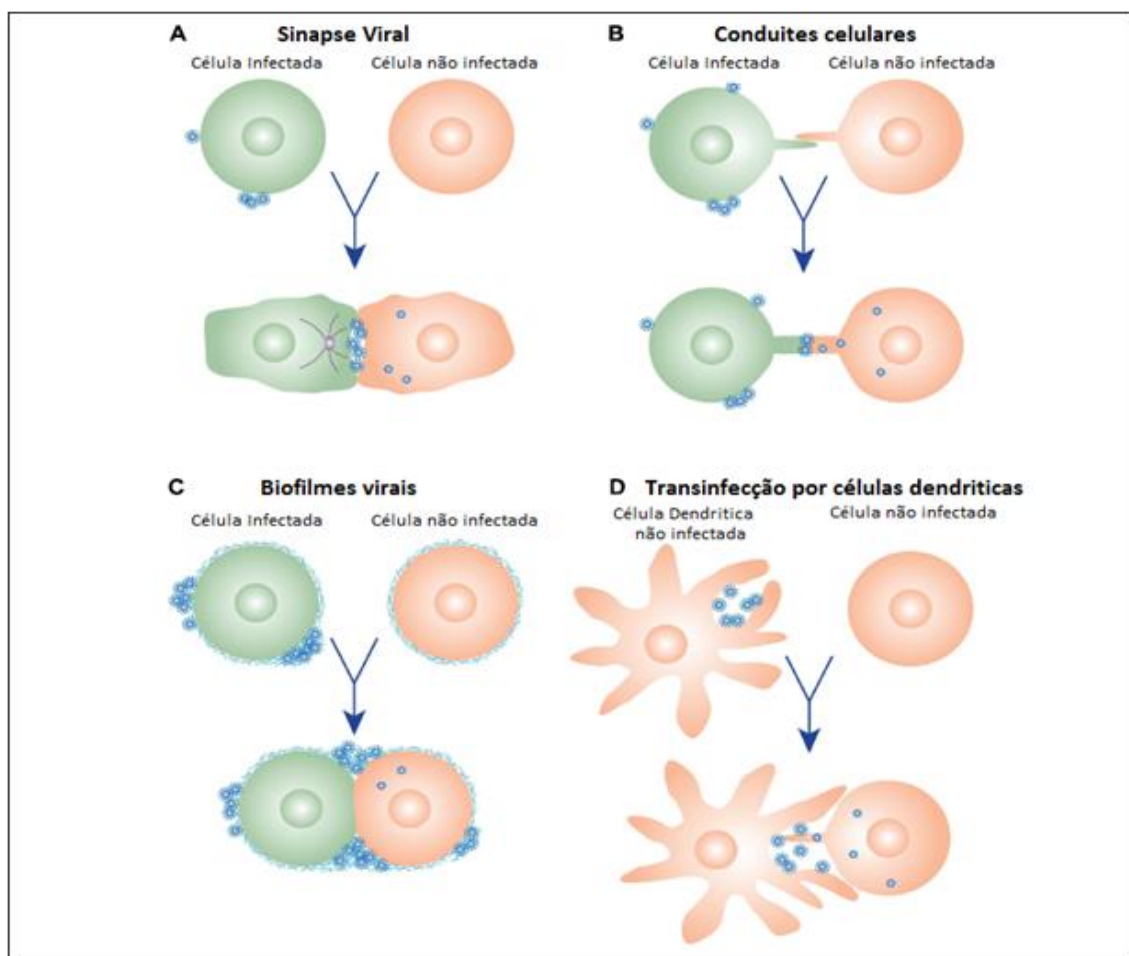 A Sinapse Viral
Célula Infectada Célula não infectada
B Conduites celulares
Célula Infectada Célula não infectada
C Biofilmes virais
Célula Infectada Célula não infectada
D Transinfecção por células dendriticas
Célula Dendritica
não infectada
Célula não infectada